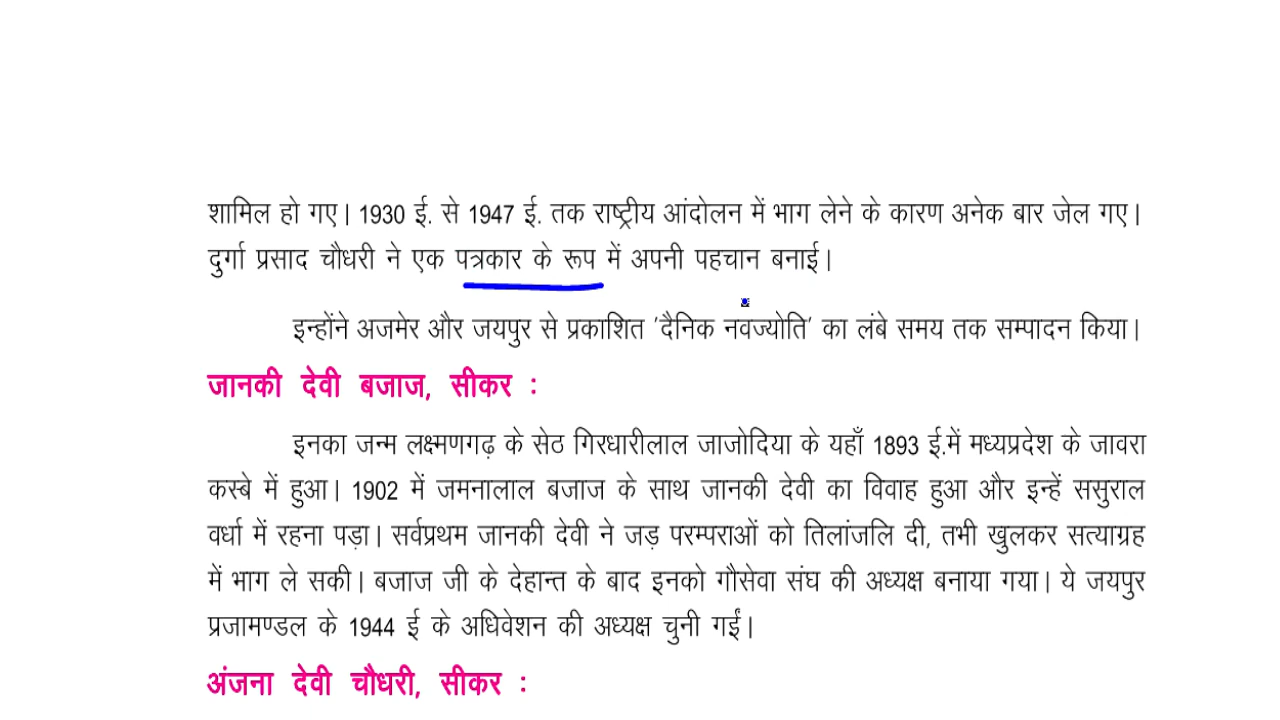 शामिल हो गए। 1930 ई. से 1947 ई. तक राष्ट्रीय आंदोलन में भाग लेने के कारण अनेक बार जेल गए।
दुर्गा प्रसाद चौधरी ने एक पत्रकार के रूप में अपनी पहचान बनाई।
इन्होंने अजमेर और जयपुर से प्रकाशित 'दैनिक नवज्योति' का लंबे समय तक सम्पादन किया।
जानकी देवी बजाज, सीकर :
इनका जन्म लक्ष्मणगढ़ के सेठ गिरधारीलाल जाजोदिया के यहाँ 1893 ई.में मध्यप्रदेश के जावरा
कस्बे में हुआ। 1902 में जमनालाल बजाज के साथ जानकी देवी का विवाह हुआ और इन्हें ससुराल
वर्धा में रहना पड़ा। सर्वप्रथम जानकी देवी ने जड़ परम्पराओं को तिलांजलि दी, तभी खुलकर सत्याग्रह
में भाग ले सकी। बजाज जी के देहान्त के बाद इनको गौसेवा संघ की अध्यक्ष बनाया गया। ये जयपुर
प्रजामण्डल के 1944 ई के अधिवेशन की अध्यक्ष चुनी गईं।
अंजना देवी चौधरी, सीकर :